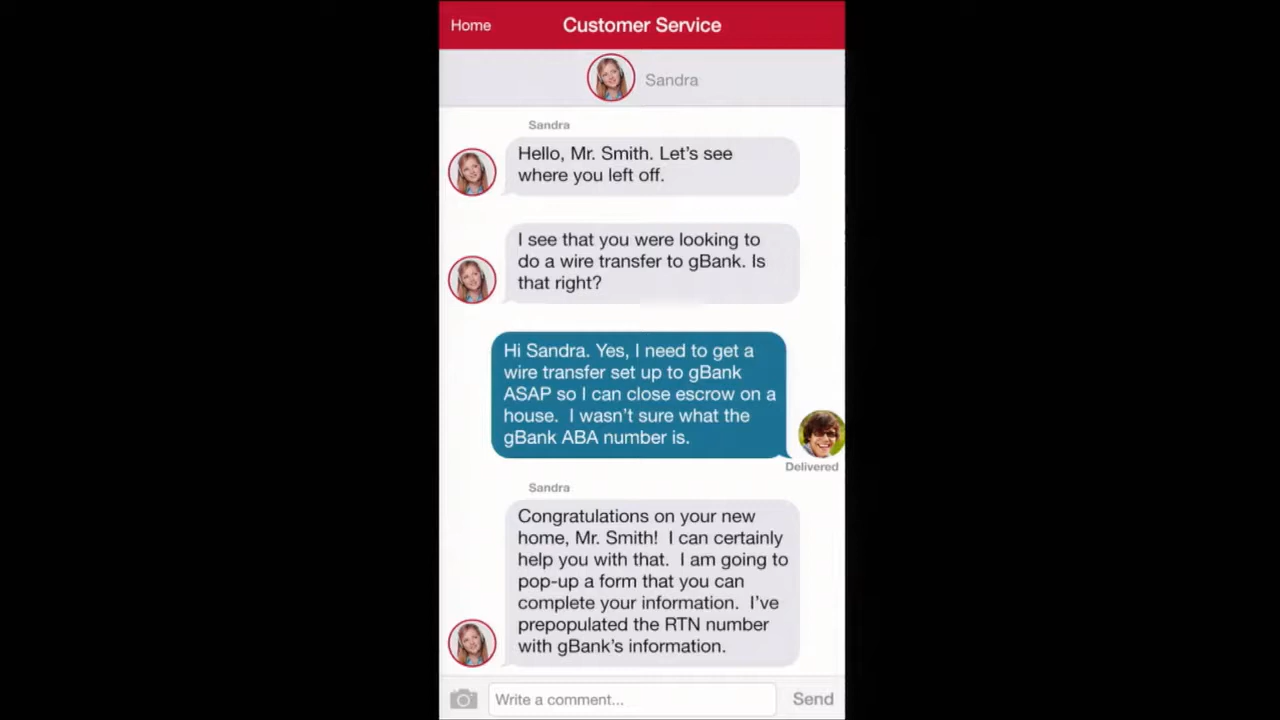 Home
Customer Service
Sandra
Sandra
Hello, Mr. Smith. Let's see
where you left off.
I see that you were looking to
do a wire transfer to gBank. Is
that right?
Hi Sandra. Yes, I need to get a
wire transfer set up to gBank
ASAP so I can close escrow on a
house.  I wasn't sure what the
gBank ABA number is.
Delivered
Sandra
Congratulations on your new
home, Mr. Smith!  I can certainly
help you with that.  I am going to
pop-up a form that you can
complete your information.  I've
prepopulated the RTN number
with gBank's information.
Write a comment...
Send